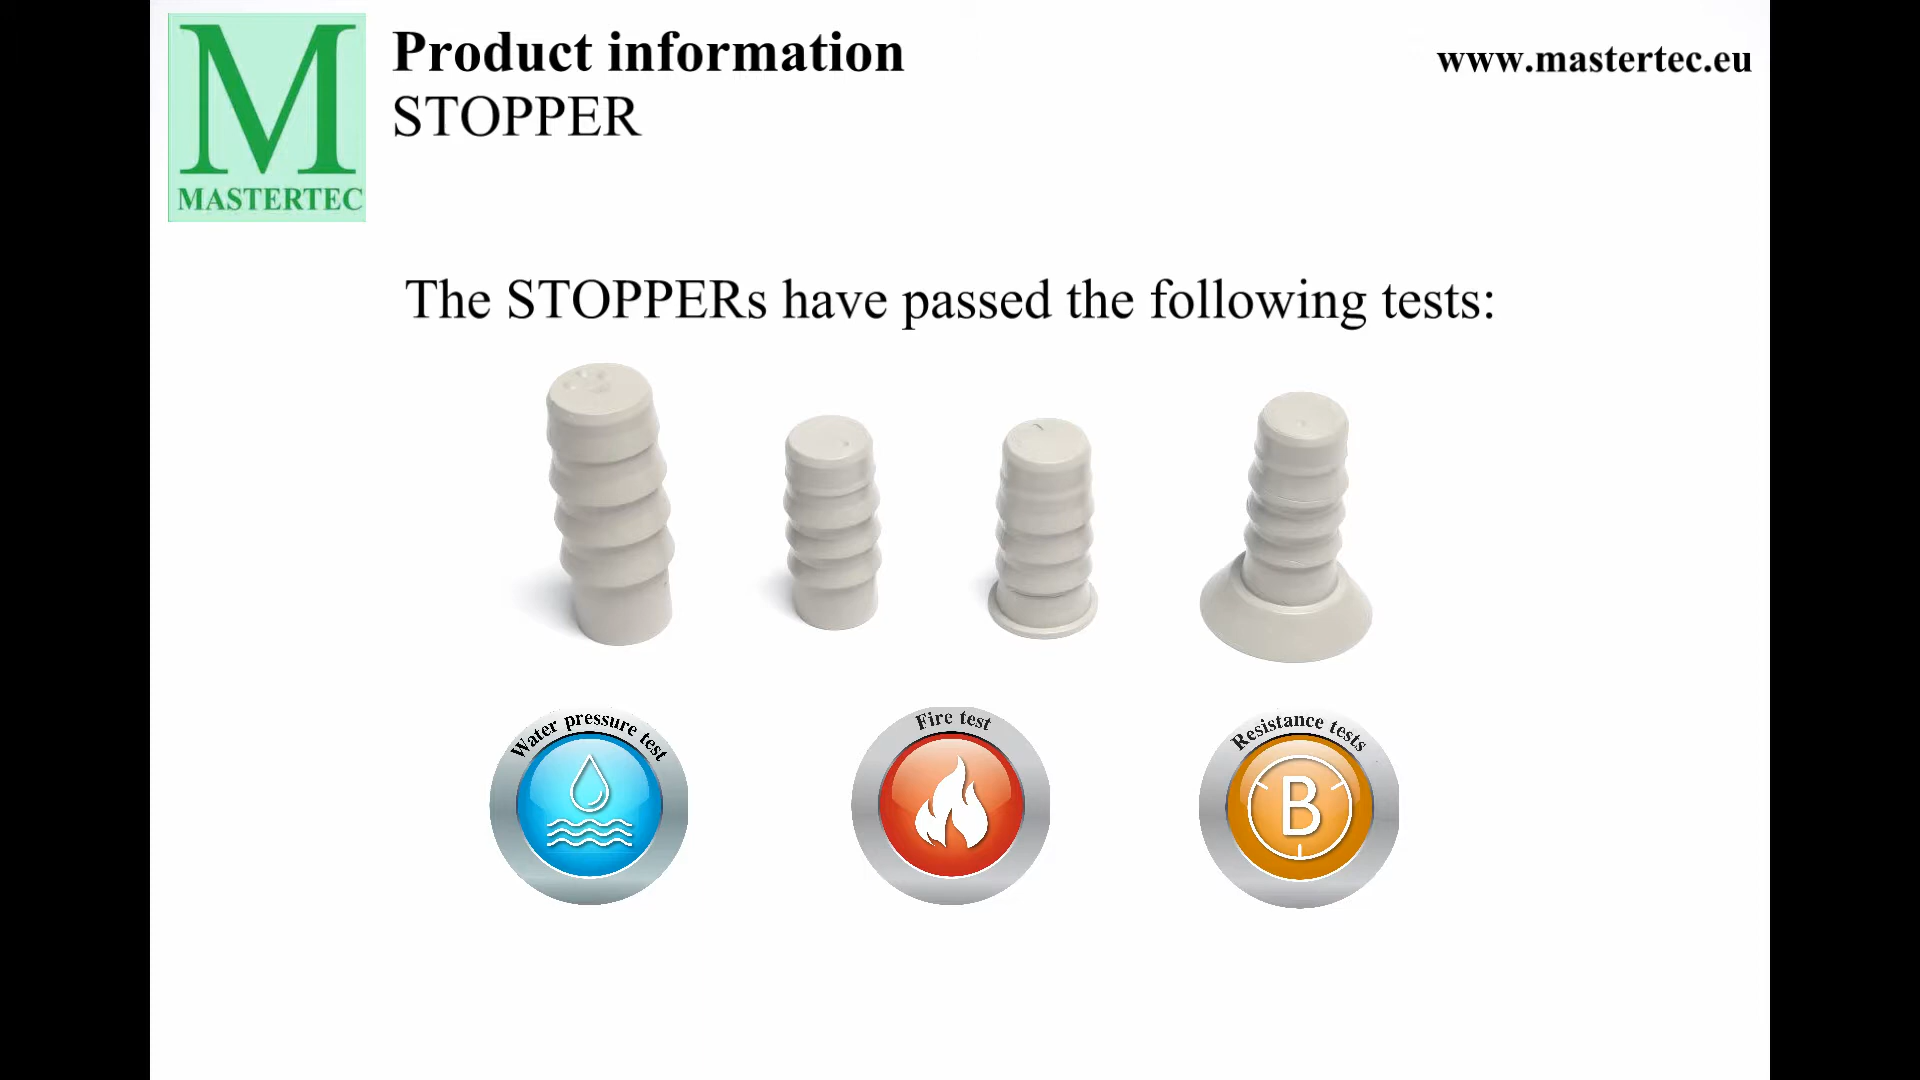 M
MASTERTEC
Product information
STOPPER
www.mastertec.eu
The STOPPERs have passed the following tests:
Water pressure test
Fire test
Resistance tests
B